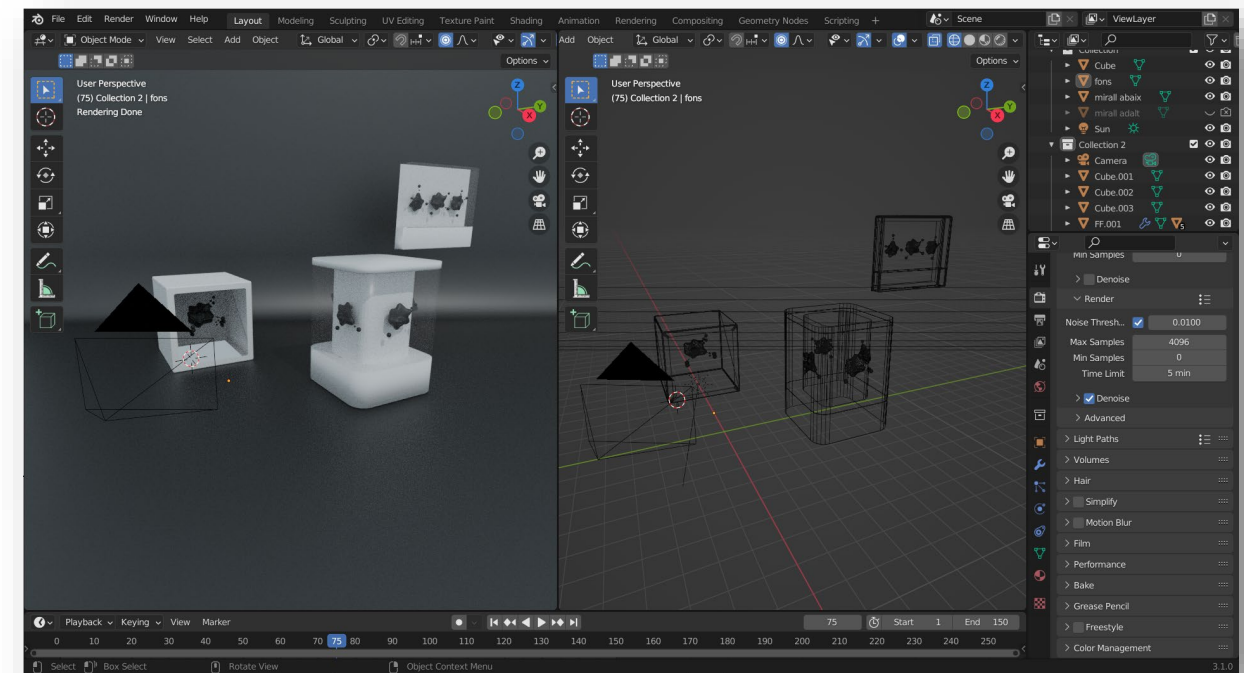 File Edit Render Window Help Layout Modeling Sculpting UV Editing Texture Paint Shading Animation Rendering Compositing Geometry Nodes Scripting + Scene ViewLayer
Object Mode View Select Add Object Global
Add Object Global
Options
Options
User Perspective
(75) Collection 2 | fons
Rendering Done
Z
Y
X
User Perspective
(75) Collection 2 | fons
Z
Y
X
Collection
Cube
fons
mirall abaix
mirall adalt
Sun
Collection 2
Camera
Cube.001
Cube.002
Cube.003
FF.001 5
Min Samples 0
Denoise
Render
Noise Thresh... 0.0100
Max Samples 4096
Min Samples 0
Time Limit 5 min
Denoise
Advanced
Light Paths
Volumes
Hair
Simplify
Motion Blur
Film
Performance
Bake
Grease Pencil
Freestyle
Color Management
Playback Keying View Marker 75 Start 1 End 150
0 10 20 30 40 50 60 70 75 80 90 100 110 120 130 140 150 160 170 180 190 200 210 220 230 240 250
Select Box Select Rotate View Object Context Menu 3.1.0